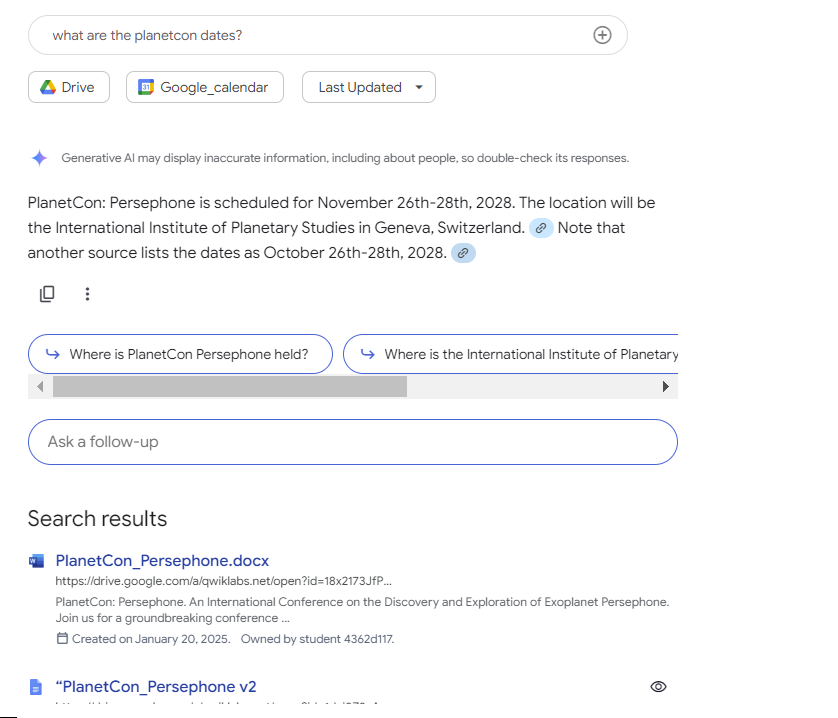 what are the planetcon dates?
Drive
Google_calendar
Last Updated
Generative AI may display inaccurate information, including about people, so double-check its responses.
PlanetCon: Persephone is scheduled for November 26th-28th, 2028. The location will be
the International Institute of Planetary Studies in Geneva, Switzerland. Note that
another source lists the dates as October 26th-28th, 2028.
Where is PlanetCon Persephone held?
Where is the International Institute of Planetary
Ask a follow-up
Search results
PlanetCon_Persephone.docx
https://drive.google.com/a/qwiklabs.net/open?id=18x2173JfP...
PlanetCon: Persephone. An International Conference on the Discovery and Exploration of Exoplanet Persephone.
Join us for a groundbreaking conference ...
Created on January 20, 2025. Owned by student 4362d117.
“PlanetCon_Persephone v2